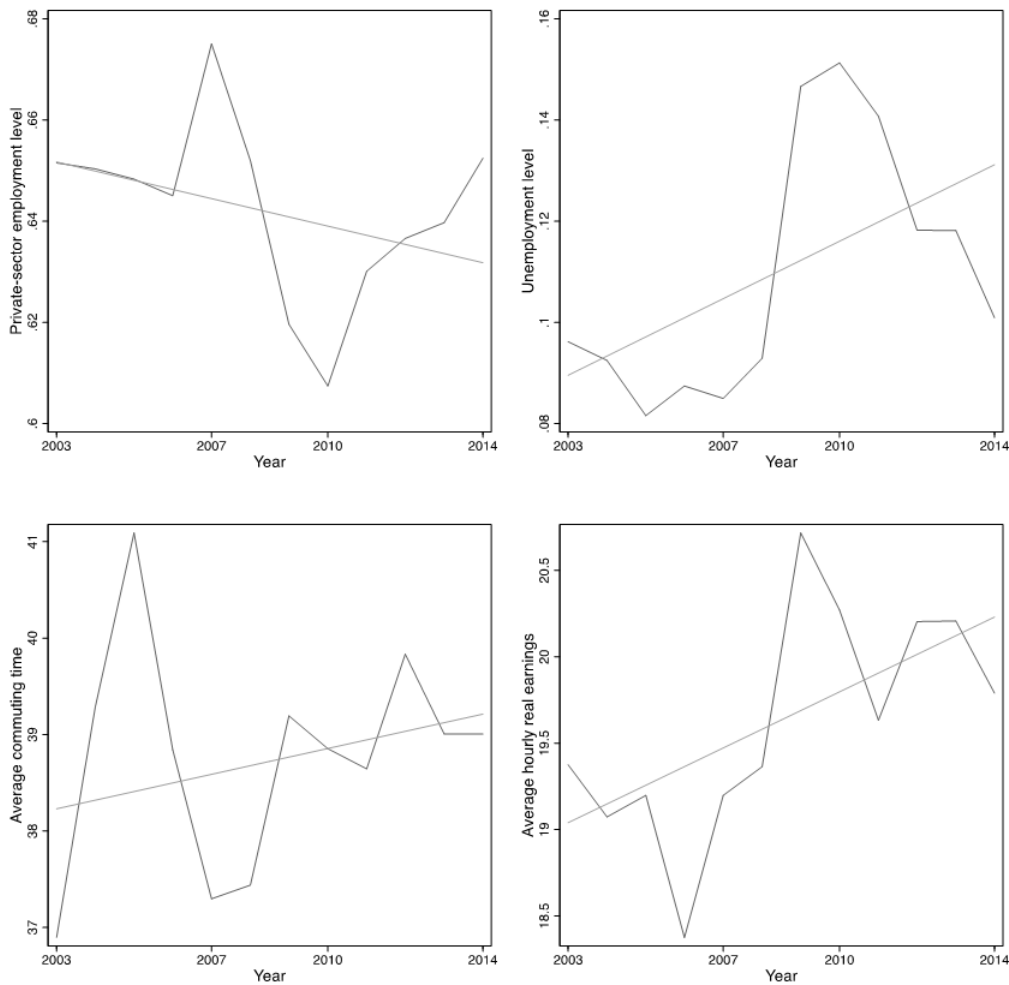 Private-sector employment level
.68
.66
.64
.62
.6
2003 2007 2010 2014
Year
Unemployment level
.16
.14
.12
.1
.08
2003 2007 2010 2014
Year
Average commuting time
41
40
39
38
37
2003 2007 2010 2014
Year
Average hourly real earnings
20.5
20
19.5
19
18.5
2003 2007 2010 2014
Year